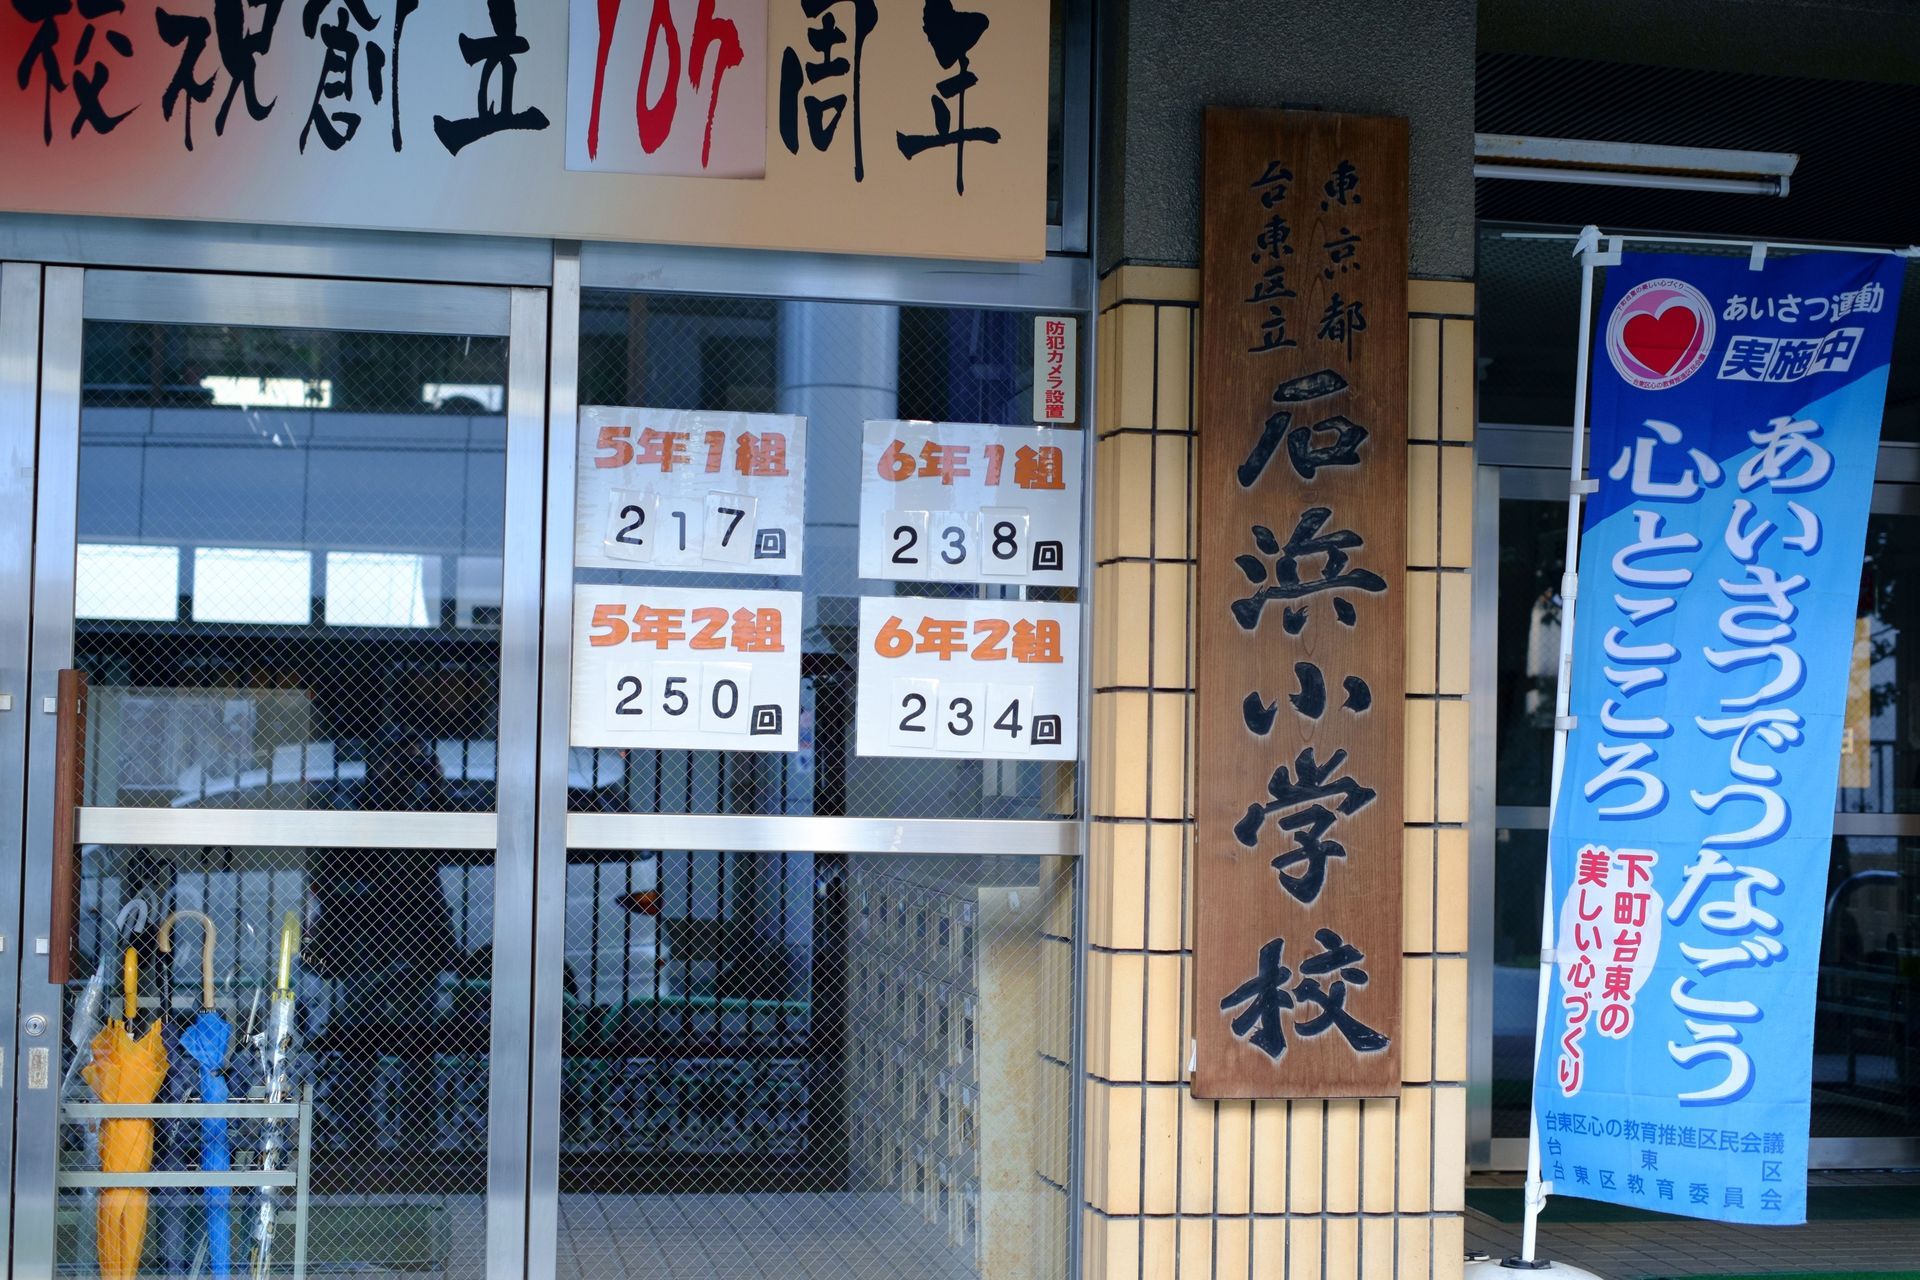 校 祝 創立107周年
防犯カメラ設置
5年1組
217回
6年1組
238回
5年2組
250回
6年2組
234回
東京都
台東区立
石浜小学校
あいさつ運動
実施中
あいさつでつなごう
心とこころ
下町台東の
美しい心づくり
台東区心の教育推進区民会議
台東区
台東区教育委員会